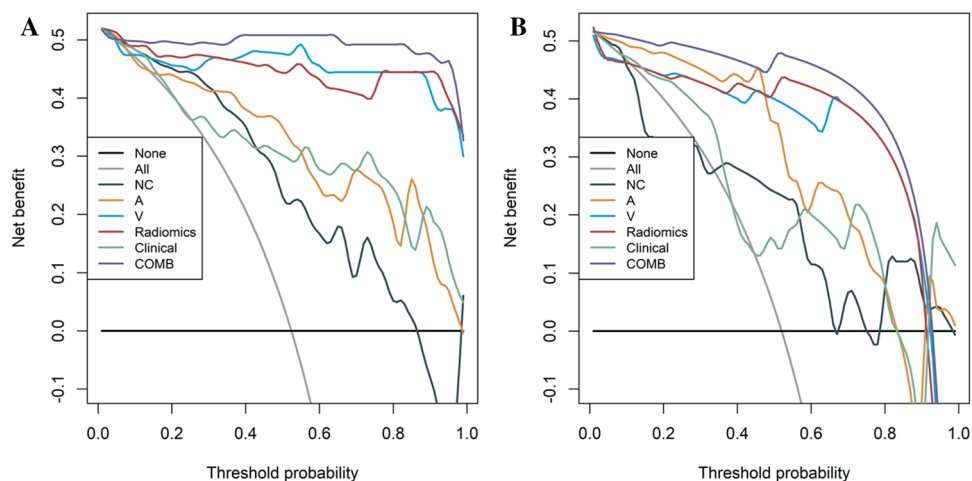 A
Net benefit
0.5
0.4
0.3
0.2
0.1
0.0
-0.1
None
All
NC
A
V
Radiomics
Clinical
COMB
0.0 0.2 0.4 0.6 0.8 1.0
Threshold probability
B
Net benefit
0.5
0.4
0.3
0.2
0.1
0.0
-0.1
None
All
NC
A
V
Radiomics
Clinical
COMB
0.0 0.2 0.4 0.6 0.8 1.0
Threshold probability